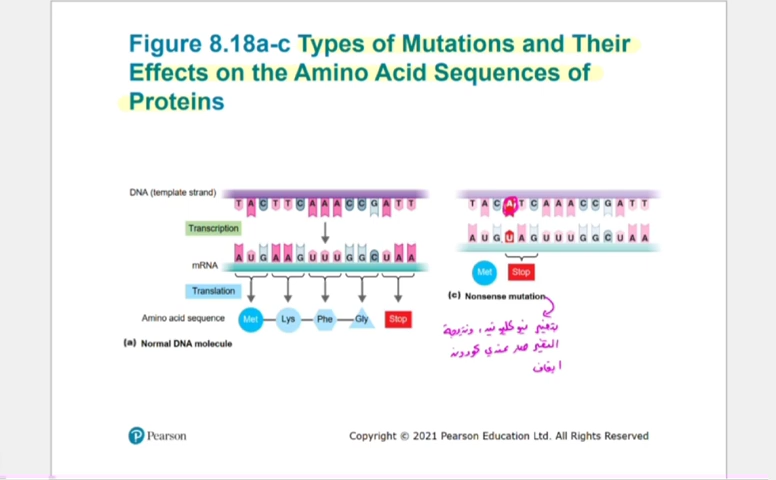 Figure 8.18a-c Types of Mutations and Their
Effects on the Amino Acid Sequences of
Proteins
DNA (template strand)
T A C T T C A A A C C G A T T
Transcription
mRNA
A U G A A G U U U G G C U A A
Translation
Amino acid sequence
Met Lys Phe Gly Stop
(a) Normal DNA molecule
T A C A T C A A A C C G A T T
A U G U A G U U U G G C U A A
Met Stop
(c) Nonsense mutation
بتغير نيوكليوتيد، ونتيجة
التغير صار عندي كودون
ايقاف
P Pearson
Copyright © 2021 Pearson Education Ltd. All Rights Reserved